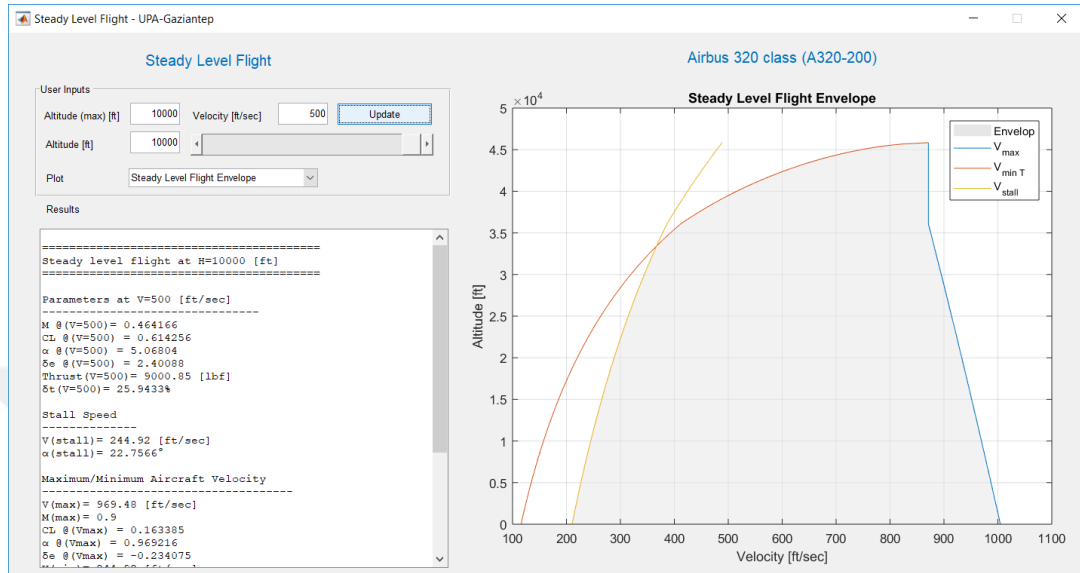 Steady Level Flight - UPA-Gaziantep
Steady Level Flight
User Inputs
Altitude (max) [ft] 10000 Velocity [ft/sec] 500 Update
Altitude [ft] 10000
Plot Steady Level Flight Envelope
Results
=========================================
Steady level flight at H=10000 [ft]
=========================================
Parameters at V=500 [ft/sec]
--------------------------------
M @(V=500)= 0.464166
CL @(V=500) = 0.614256
α @(V=500) = 5.06804
δe @(V=500) = 2.40088
Thrust(V=500)= 9000.85 [lbf]
δt(V=500)= 25.9433%
Stall Speed
--------------
V(stall)= 244.92 [ft/sec]
α(stall)= 22.7566°
Maximum/Minimum Aircraft Velocity
-------------------------------------
V(max)= 969.48 [ft/sec]
M(max)= 0.9
CL @(Vmax) = 0.163385
α @(Vmax) = 0.969216
δe @(Vmax) = -0.234075
Airbus 320 class (A320-200)
Steady Level Flight Envelope
×10⁴
5
4.5
4
3.5
3
2.5
2
1.5
1
0.5
0
Altitude [ft]
Envelop
V max
V min T
V stall
100 200 300 400 500 600 700 800 900 1000 1100
Velocity [ft/sec]